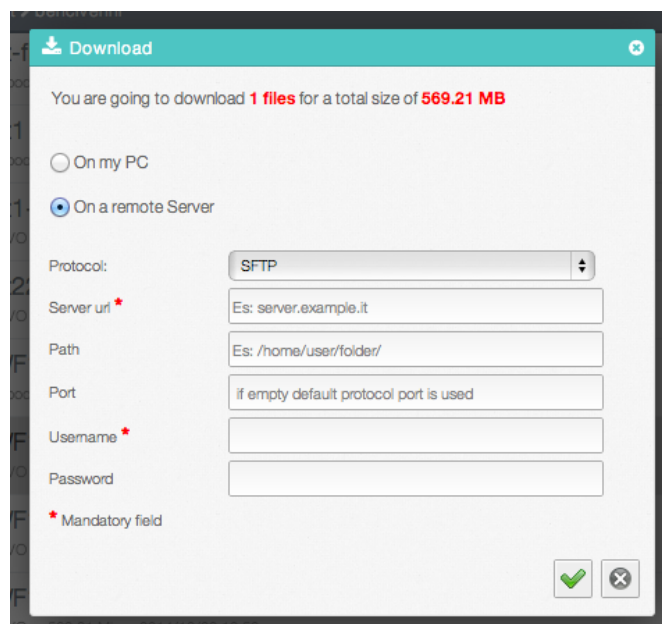 Download
You are going to download 1 files for a total size of 569.21 MB
On my PC
On a remote Server
Protocol: SFTP
Server url * Es: server.example.it
Path Es: /home/user/folder/
Port if empty default protocol port is used
Username *
Password
* Mandatory field